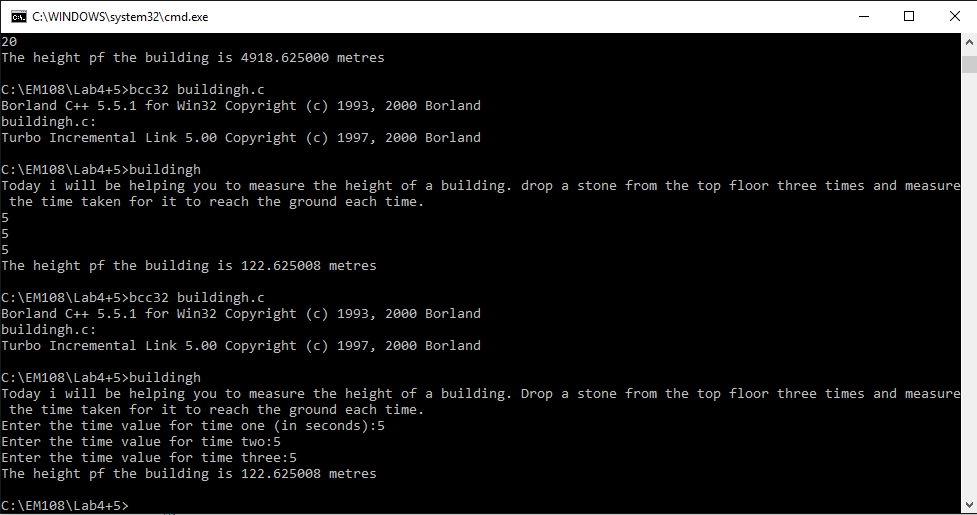 C:\WINDOWS\system32\cmd.exe
20
The height pf the building is 4918.625000 metres
C:\EM108\Lab4+5>bcc32 buildingh.c
Borland C++ 5.5.1 for Win32 Copyright (c) 1993, 2000 Borland
buildingh.c:
Turbo Incremental Link 5.00 Copyright (c) 1997, 2000 Borland
C:\EM108\Lab4+5>buildingh
Today i will be helping you to measure the height of a building. drop a stone from the top floor three times and measure
 the time taken for it to reach the ground each time.
5
5
5
The height pf the building is 122.625008 metres
C:\EM108\Lab4+5>bcc32 buildingh.c
Borland C++ 5.5.1 for Win32 Copyright (c) 1993, 2000 Borland
buildingh.c:
Turbo Incremental Link 5.00 Copyright (c) 1997, 2000 Borland
C:\EM108\Lab4+5>buildingh
Today i will be helping you to measure the height of a building. Drop a stone from the top floor three times and measure
 the time taken for it to reach the ground each time.
Enter the time value for time one (in seconds):5
Enter the time value for time two:5
Enter the time value for time three:5
The height pf the building is 122.625008 metres
C:\EM108\Lab4+5>